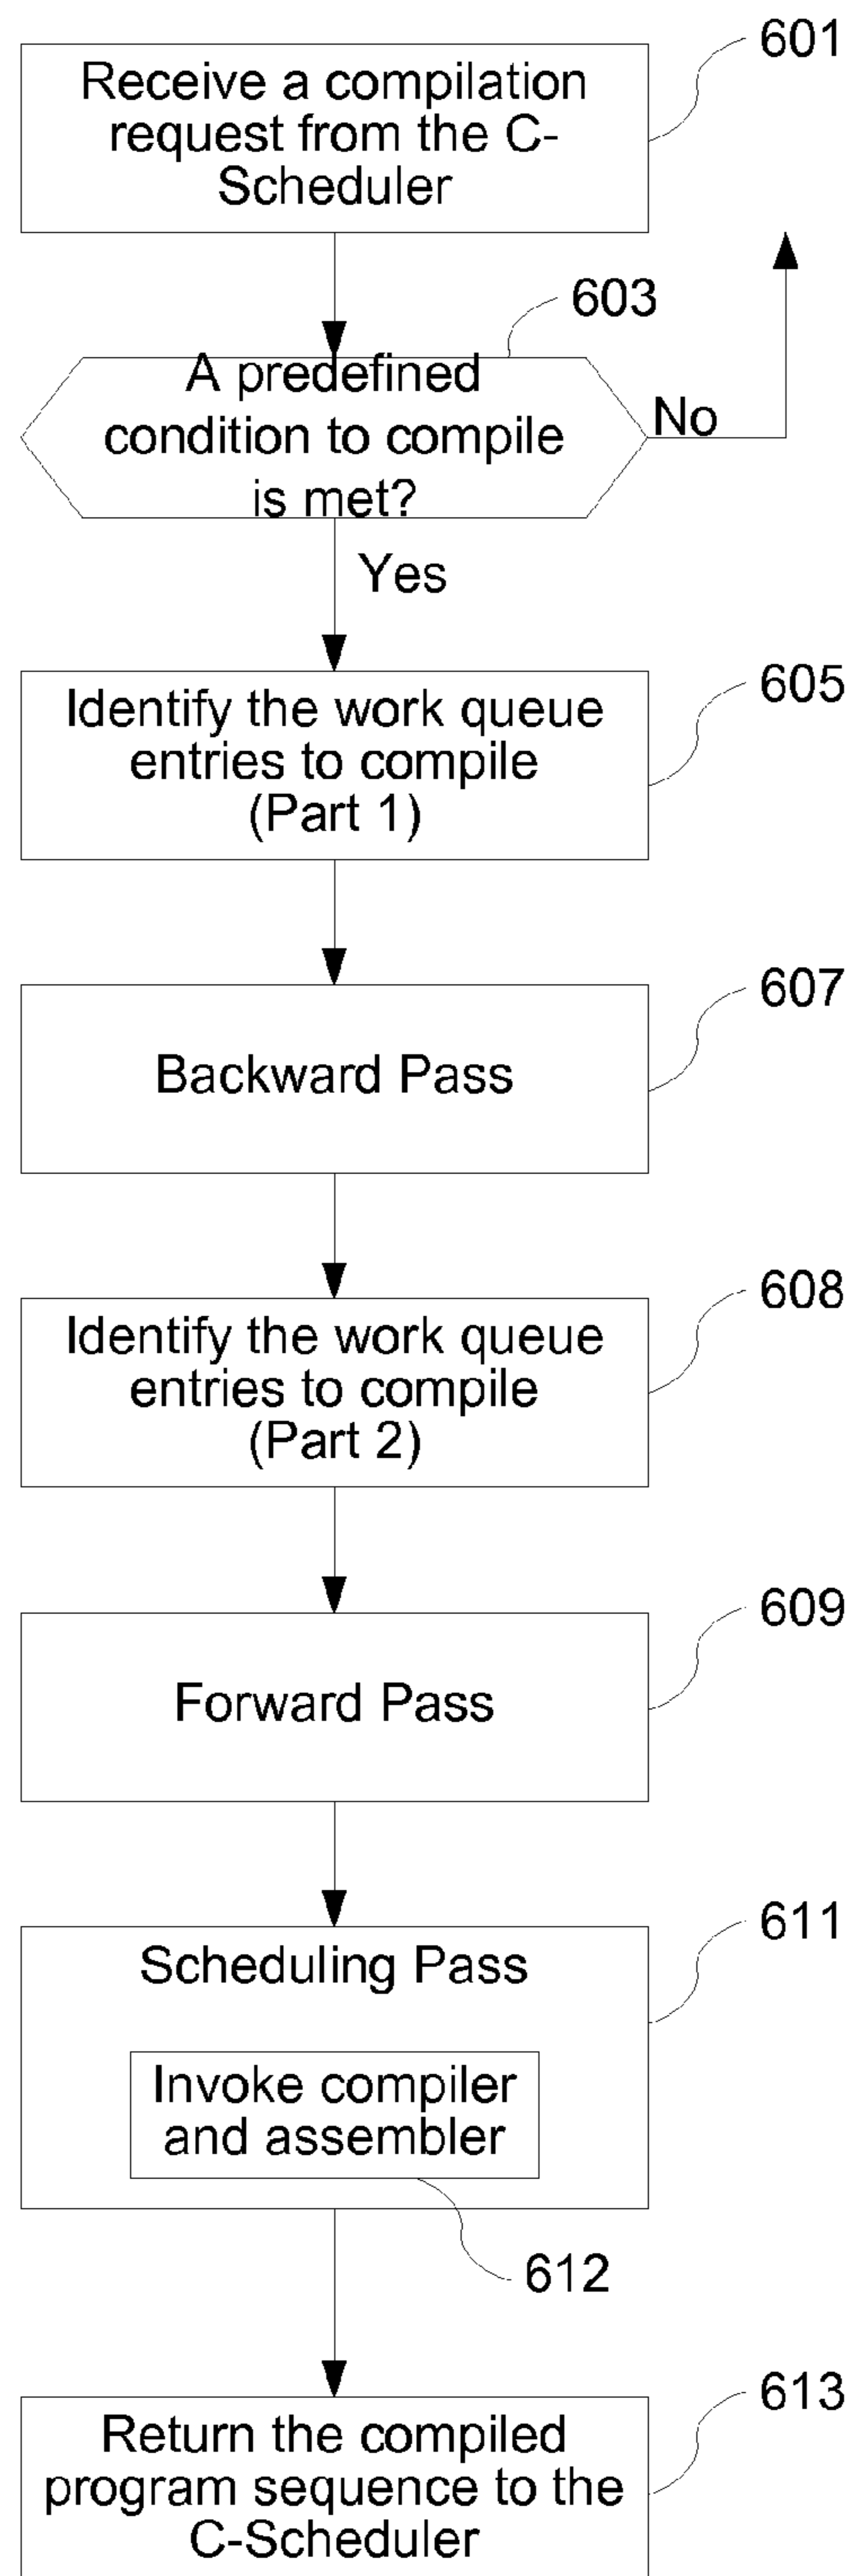 601
Receive a compilation
request from the C-
Scheduler
603
A predefined
condition to compile
is met?
No
Yes
605
Identify the work queue
entries to compile
(Part 1)
607
Backward Pass
608
Identify the work queue
entries to compile
(Part 2)
609
Forward Pass
611
Scheduling Pass
Invoke compiler
and assembler
612
613
Return the compiled
program sequence to the
C-Scheduler